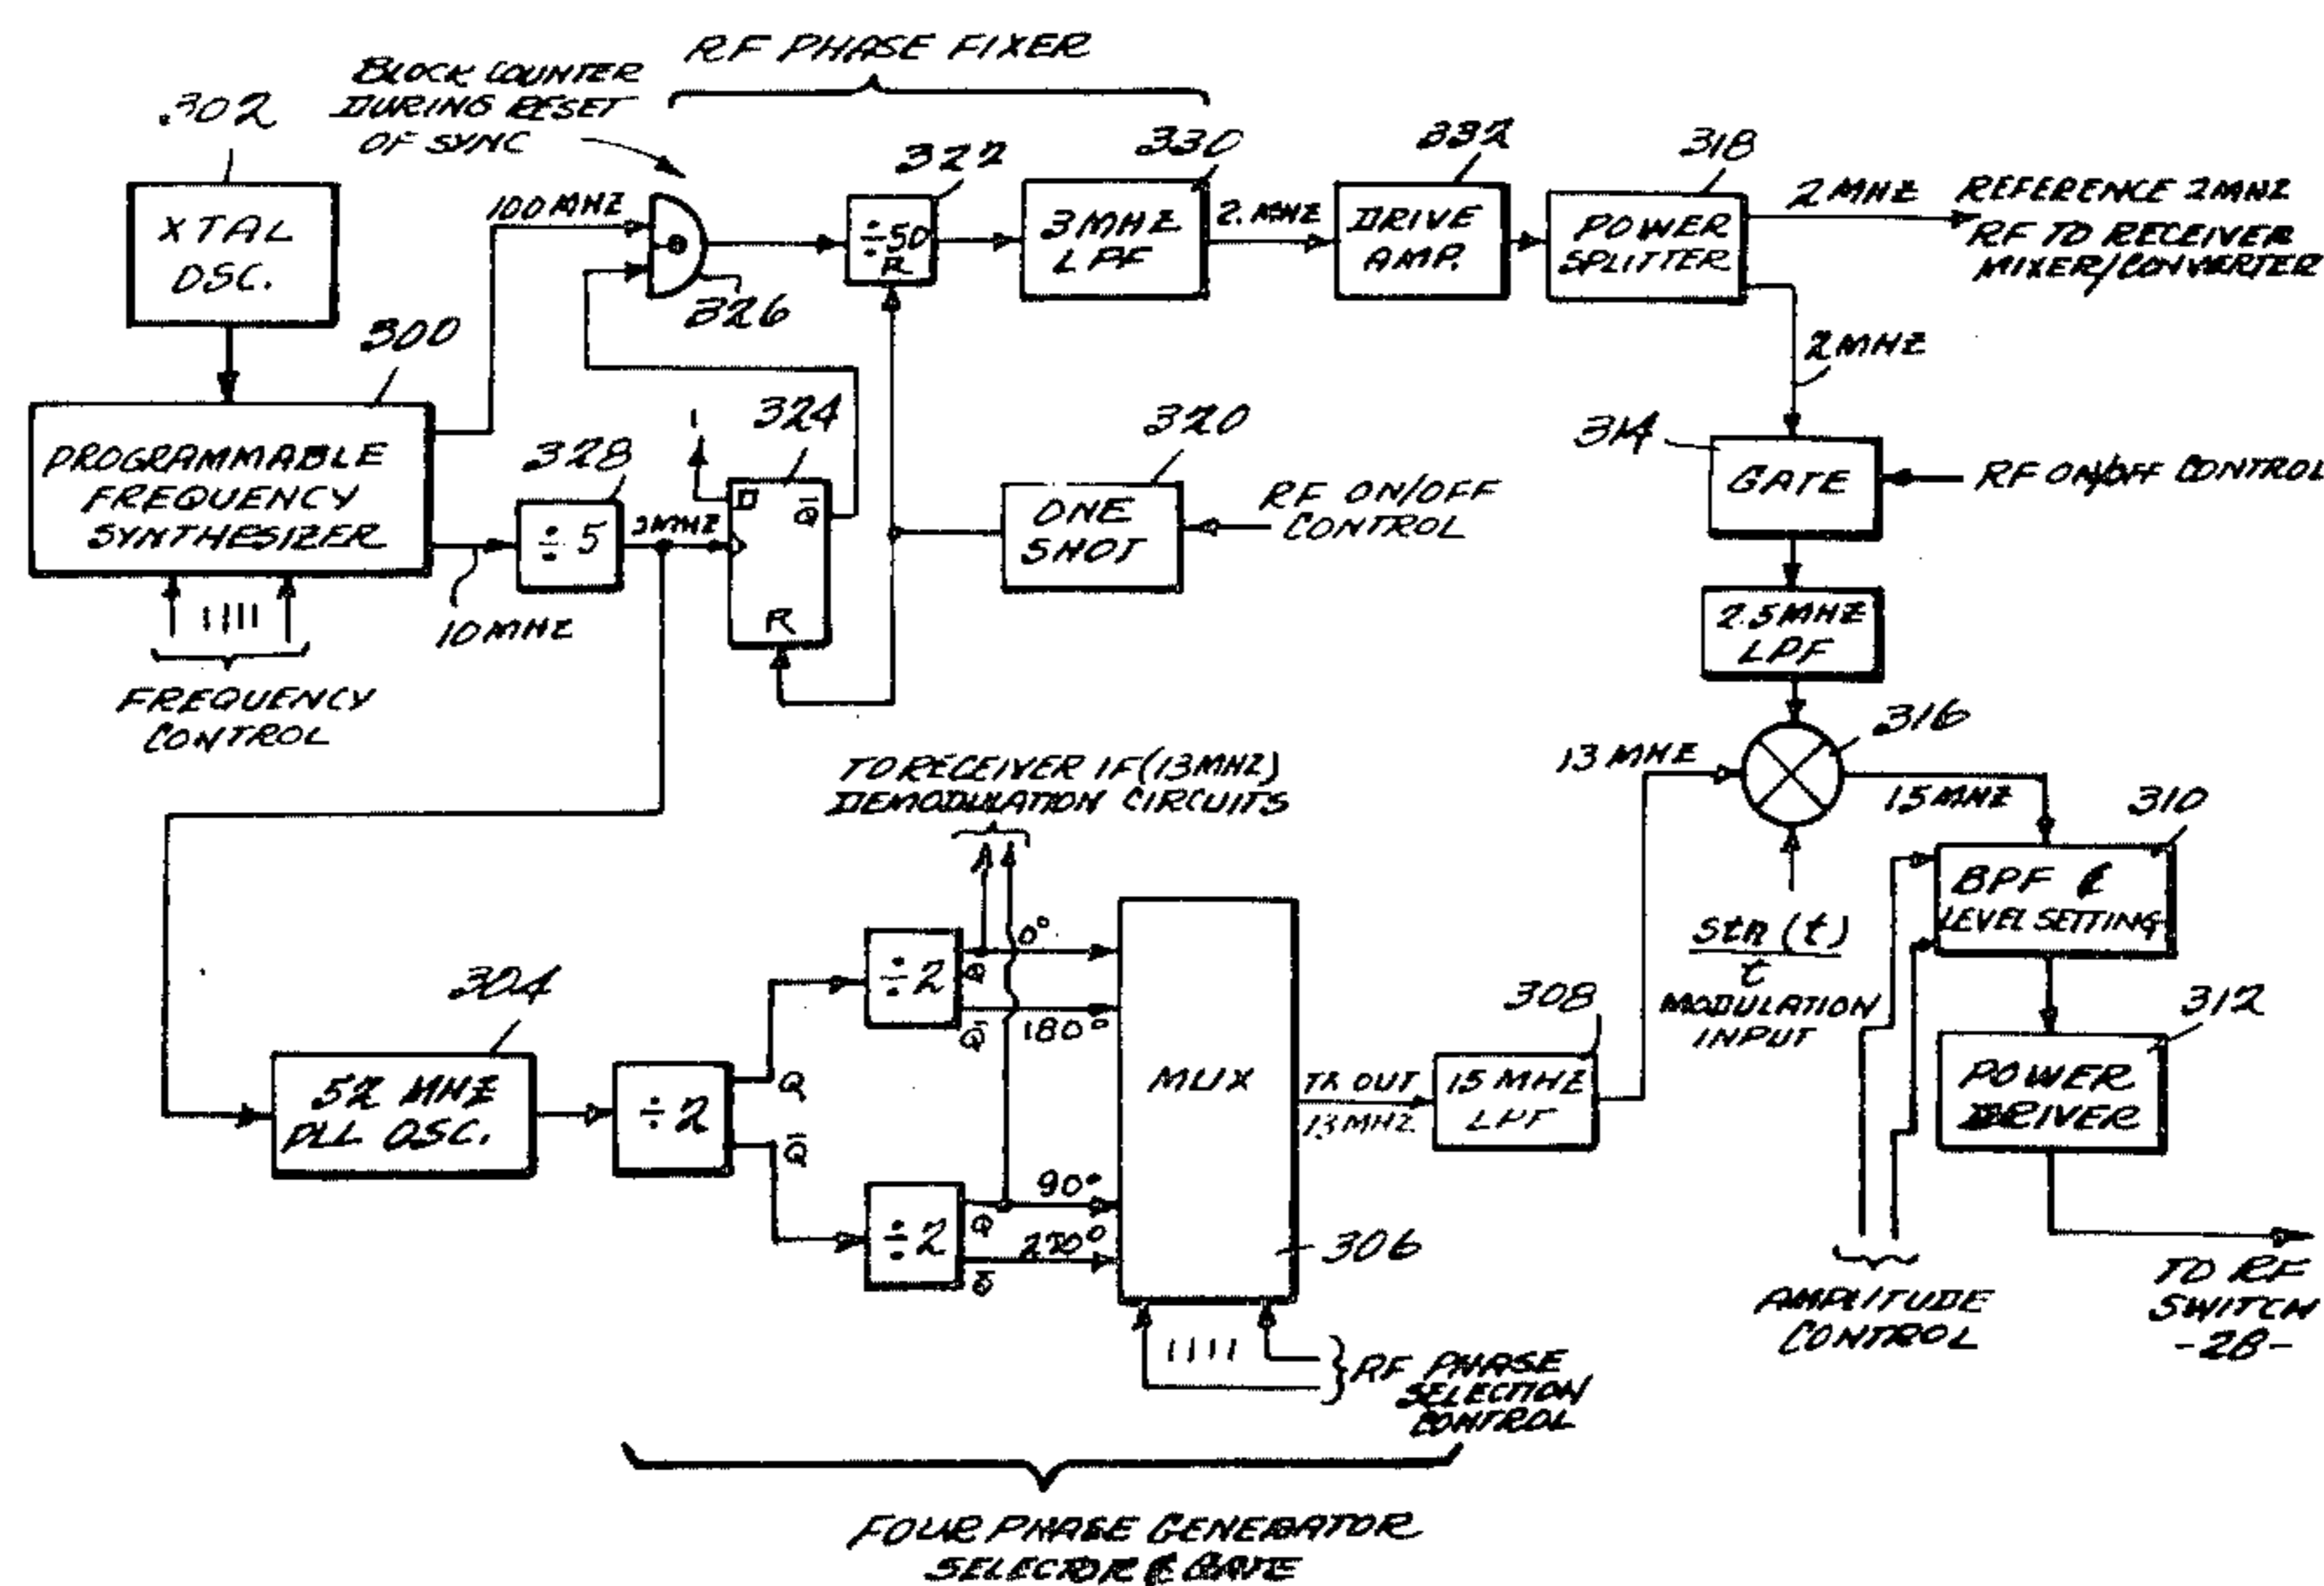 RF PHASE FIXER
BLOCK COUNTER
DURING RESET
OF SYNC
302
XTAL
OSC.
300
PROGRAMMABLE
FREQUENCY
SYNTHESIZER
FREQUENCY
CONTROL
100 MHZ
10 MHZ
328
÷ 5
2MHZ
324
1
D
Q̄
R
326
322
÷50
R
330
3 MHZ
LPF
2 MHZ
332
DRIVE
AMP.
318
POWER
SPLITTER
2 MHZ
REFERENCE 2MHZ
RF TO RECEIVER
MIXER/CONVERTER
2 MHZ
320
ONE
SHOT
RF ON/OFF
CONTROL
314
GATE
RF ON/OFF CONTROL
2.5 MHZ
LPF
316
13 MHZ
15 MHZ
310
BPF &
LEVEL SETTING
sin (t)
t
MODULATION
INPUT
312
POWER
DRIVER
AMPLITUDE
CONTROL
TO RF
SWITCH
-28-
TO RECEIVER IF (13MHZ)
DEMODULATION CIRCUITS
304
52 MHZ
PLL OSC.
÷2
Q
Q̄
÷2
Q
0°
Q̄
180°
÷2
Q
90°
Q̄
270°
MUX
306
TX OUT
13 MHZ
308
15 MHZ
LPF
RF PHASE
SELECTION
CONTROL
FOUR PHASE GENERATOR
SELECTOR & GATE